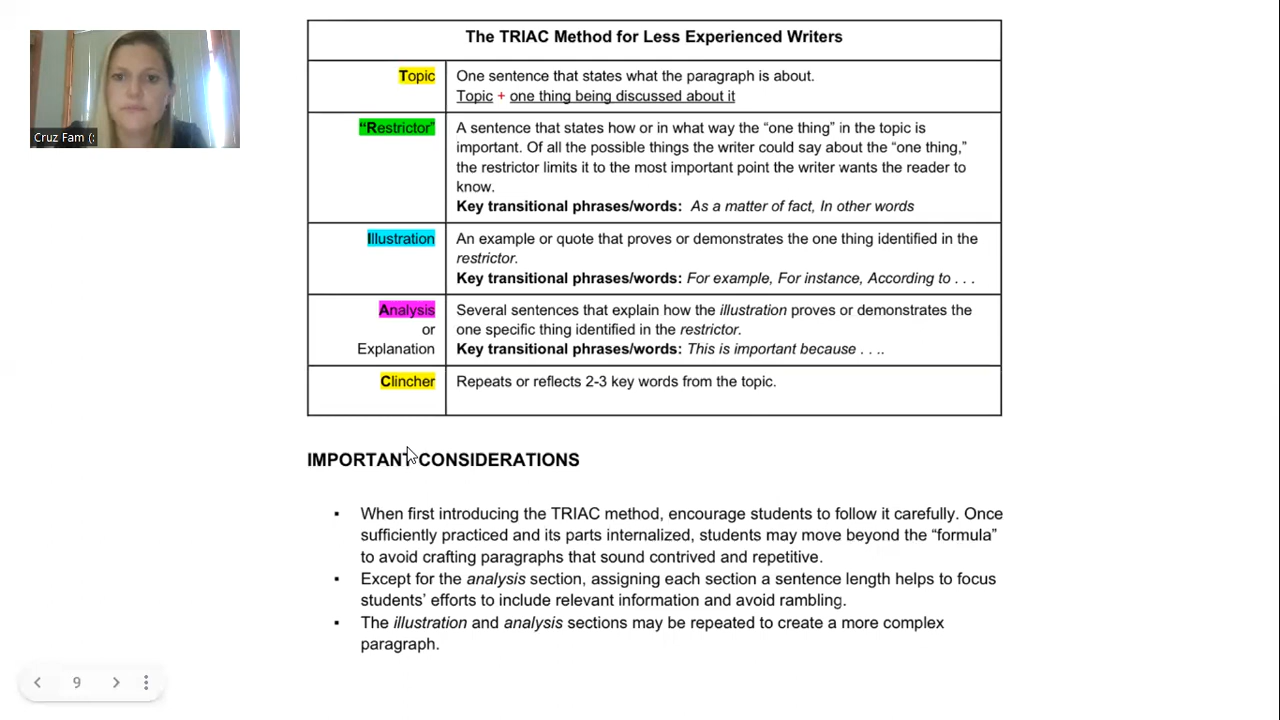 Cruz Fam (:
The TRIAC Method for Less Experienced Writers
Topic
One sentence that states what the paragraph is about.
Topic + one thing being discussed about it
“Restrictor”
A sentence that states how or in what way the “one thing” in the topic is
important. Of all the possible things the writer could say about the “one thing,”
the restrictor limits it to the most important point the writer wants the reader to
know.
Key transitional phrases/words: As a matter of fact, In other words
Illustration
An example or quote that proves or demonstrates the one thing identified in the
restrictor.
Key transitional phrases/words: For example, For instance, According to . . .
Analysis
or
Explanation
Several sentences that explain how the illustration proves or demonstrates the
one specific thing identified in the restrictor.
Key transitional phrases/words: This is important because . . ..
Clincher
Repeats or reflects 2-3 key words from the topic.
IMPORTANT CONSIDERATIONS
▪ When first introducing the TRIAC method, encourage students to follow it carefully. Once
sufficiently practiced and its parts internalized, students may move beyond the “formula”
to avoid crafting paragraphs that sound contrived and repetitive.
▪ Except for the analysis section, assigning each section a sentence length helps to focus
students’ efforts to include relevant information and avoid rambling.
▪ The illustration and analysis sections may be repeated to create a more complex
paragraph.
9